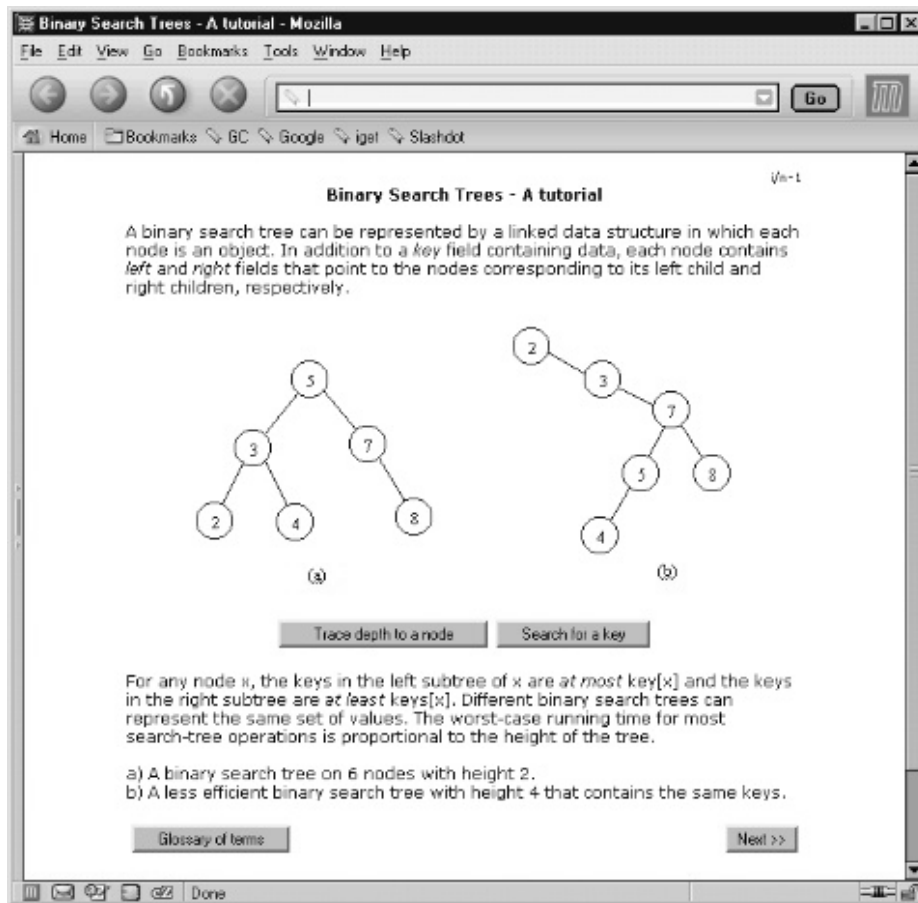 Binary Search Trees - A tutorial - Mozilla
File Edit View Go Bookmarks Tools Window Help
Go
Home Bookmarks GC Google iget Slashdot
i/n-1
Binary Search Trees - A tutorial
A binary search tree can be represented by a linked data structure in which each
node is an object. In addition to a key field containing data, each node contains
left and right fields that point to the nodes corresponding to its left child and
right children, respectively.
2
5 3
7
3 7
5 8
2 4 8
4
(a) (b)
Trace depth to a node Search for a key
For any node x, the keys in the left subtree of x are at most key[x] and the keys
in the right subtree are at least keys[x]. Different binary search trees can
represent the same set of values. The worst-case running time for most
search-tree operations is proportional to the height of the tree.
a) A binary search tree on 6 nodes with height 2.
b) A less efficient binary search tree with height 4 that contains the same keys.
Glossary of terms Next >>
Done